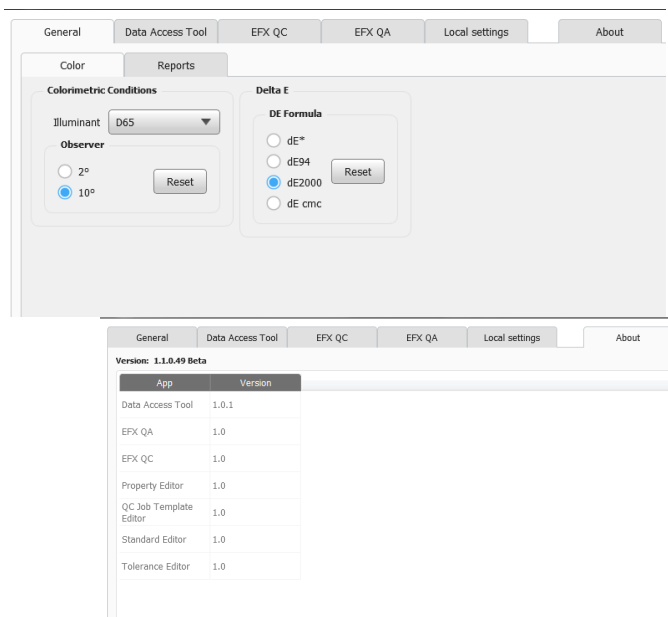 General Data Access Tool EFX QC EFX QA Local settings About
Color Reports
Colorimetric Conditions Delta E
Illuminant D65
DE Formula
Observer
dE*
2º
dE94
Reset
Reset
10º
dE2000
dE cmc
General Data Access Tool EFX QC EFX QA Local settings About
Version: 1.1.0.49 Beta
App Version
Data Access Tool 1.0.1
EFX QA 1.0
EFX QC 1.0
Property Editor 1.0
QC Job Template
Editor 1.0
Standard Editor 1.0
Tolerance Editor 1.0